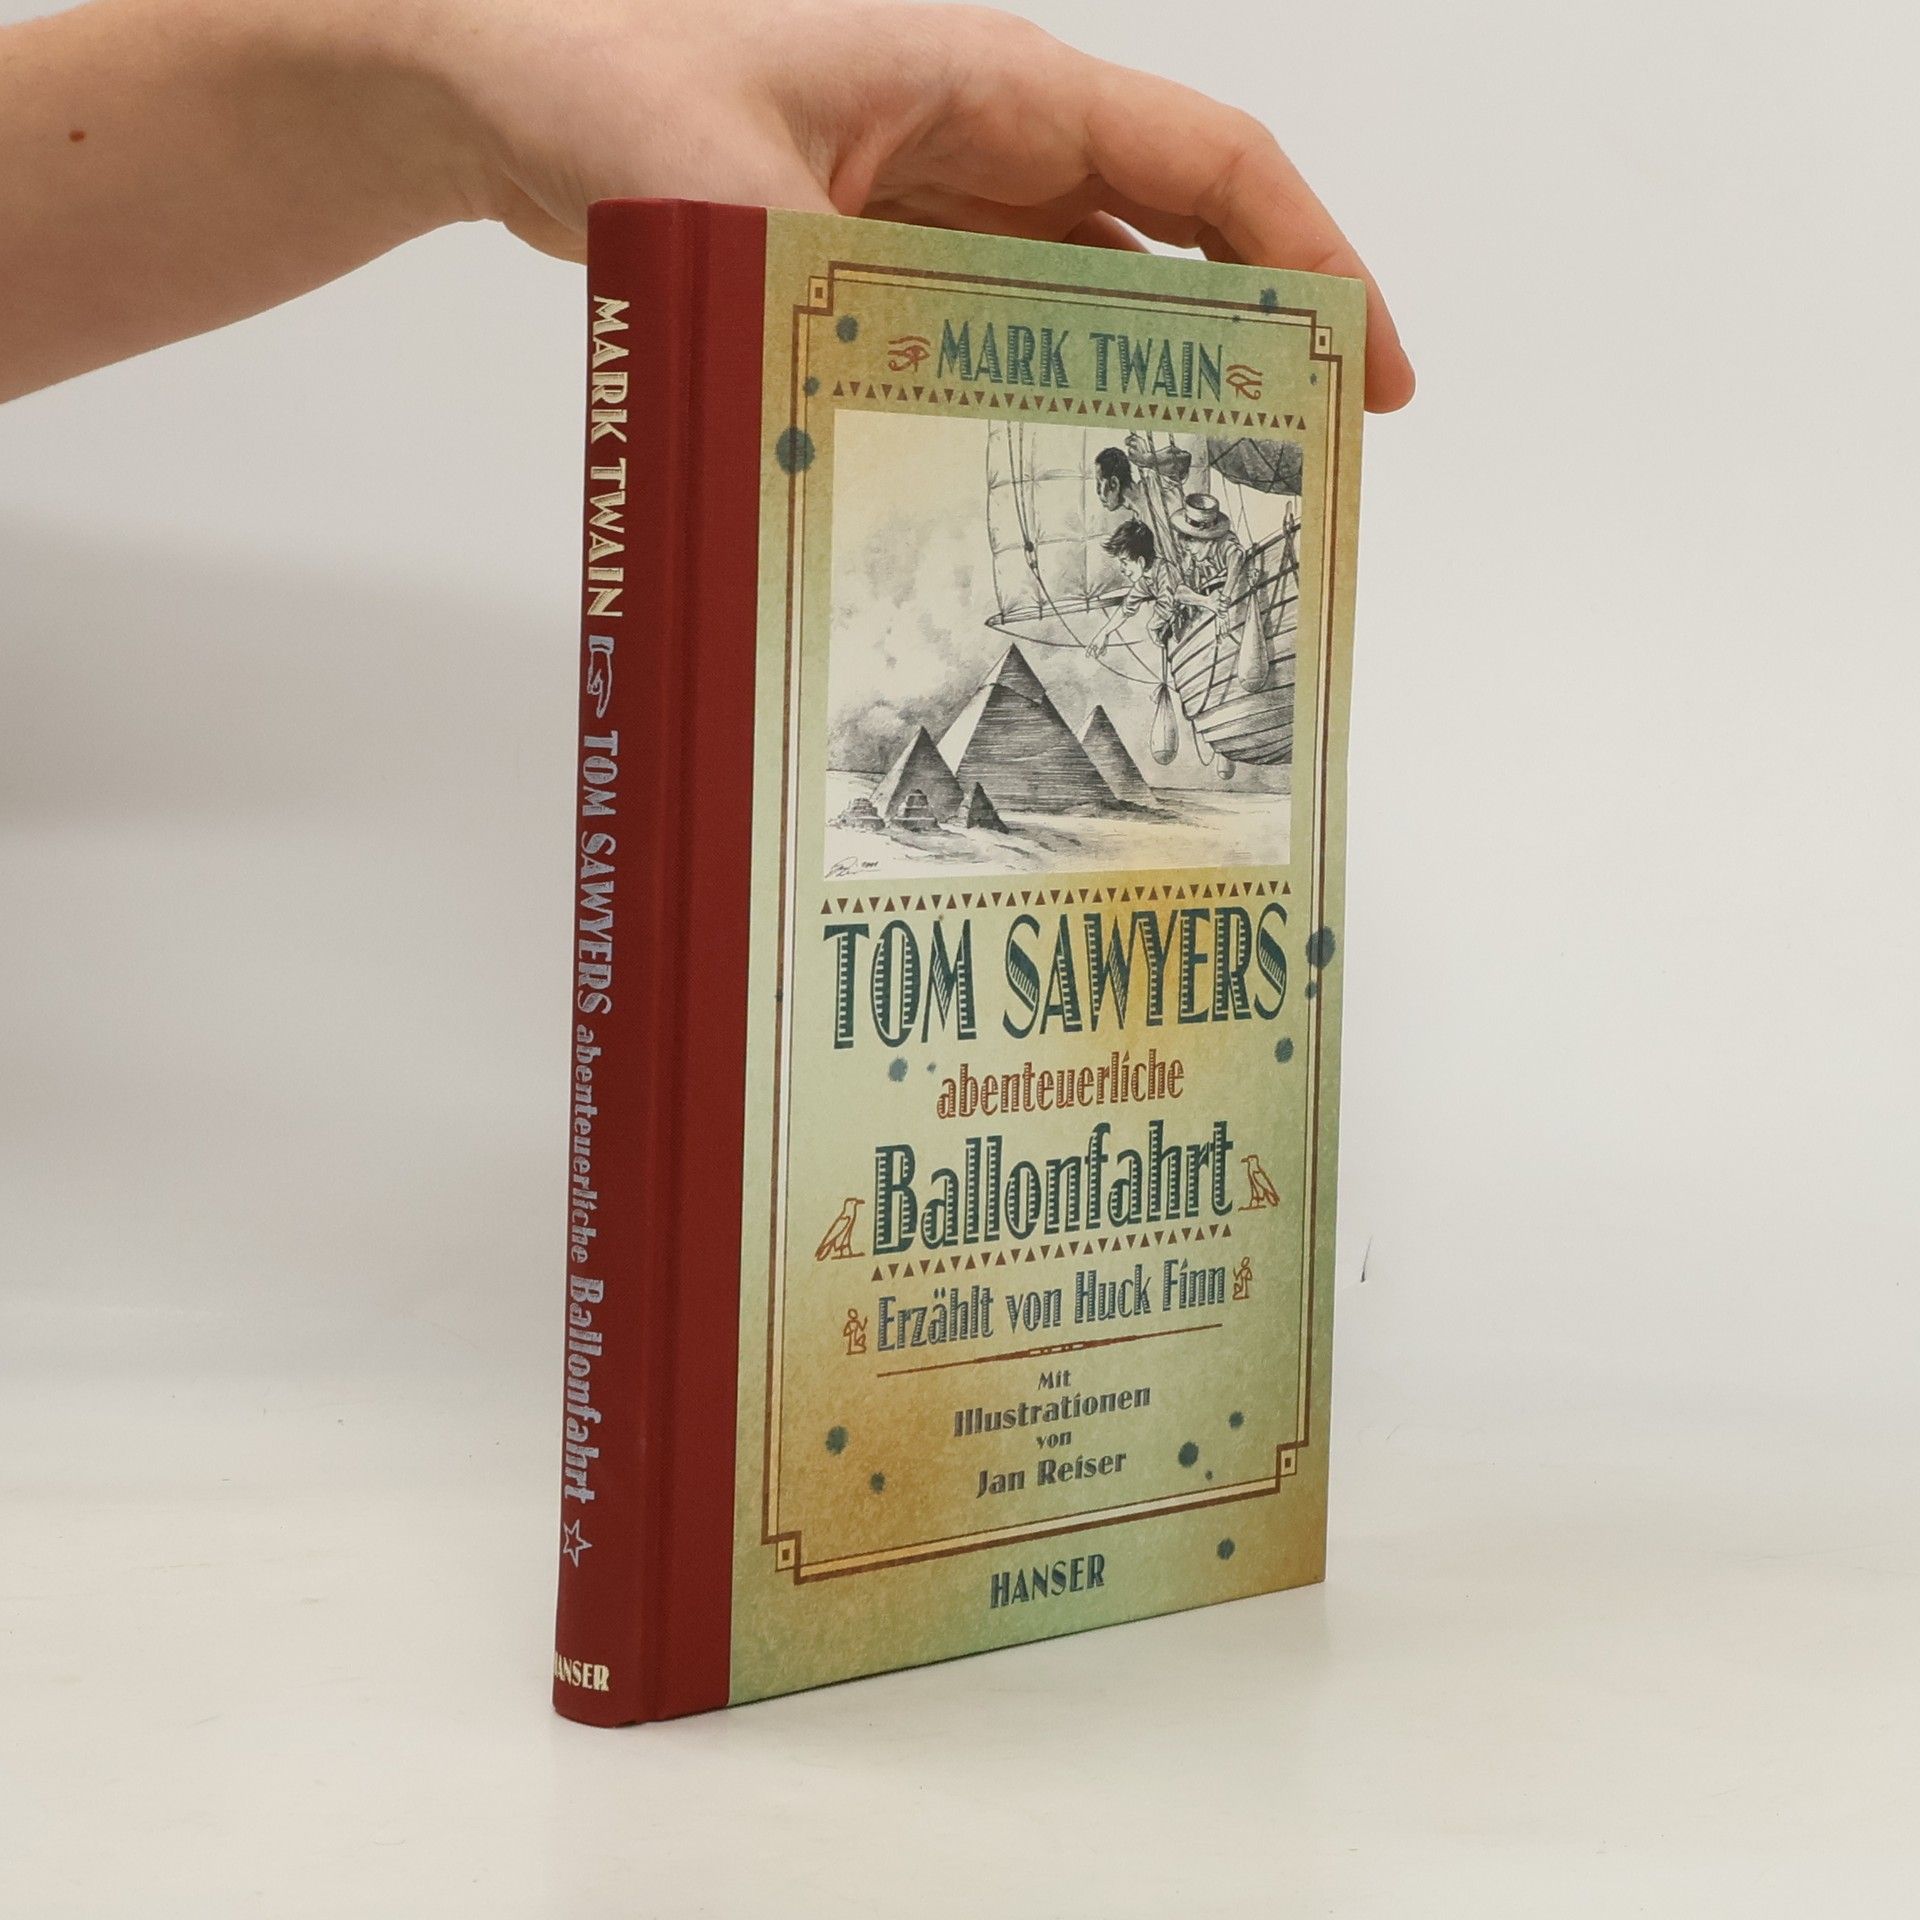 MARK TWAIN TOM SAWYERS abenteuerliche Ballonfahrt
HANSER
MARK TWAIN
TOM SAWYERS
abenteuerliche
Ballonfahrt
Erzählt von Huck Finn
Mit
Illustrationen
von
Jan Reiser
HANSER